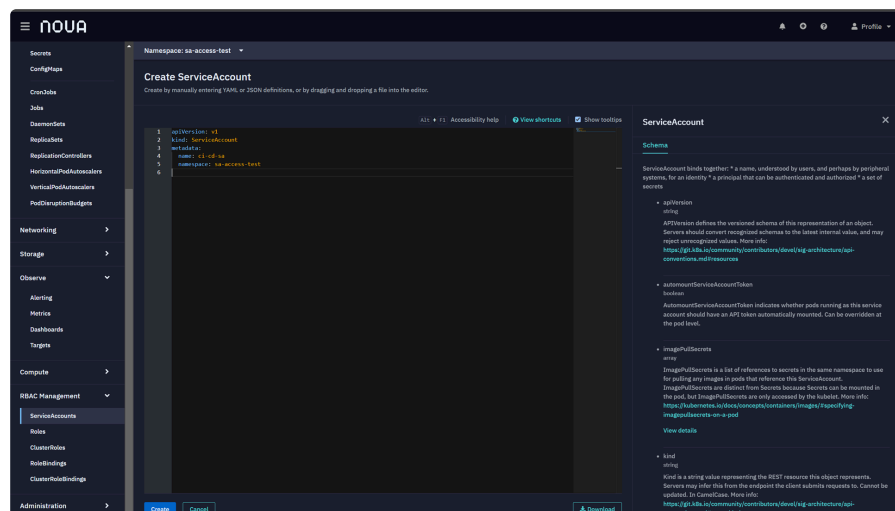 NOVA
Profile
Secrets
ConfigMaps
CronJobs
Jobs
DaemonSets
ReplicaSets
ReplicationControllers
HorizontalPodAutoscalers
VerticalPodAutoscalers
PodDisruptionBudgets
Networking
Storage
Observe
Alerting
Metrics
Dashboards
Targets
Compute
RBAC Management
ServiceAccounts
Roles
ClusterRoles
RoleBindings
ClusterRoleBindings
Administration
Namespace: sa-access-test
Create ServiceAccount
Create by manually entering YAML or JSON definitions, or by dragging and dropping a file into the editor.
Alt + F1 Accessibility help View shortcuts Show tooltips
1 apiVersion: v1
2 kind: ServiceAccount
3 metadata:
4 name: ci-cd-sa
5 namespace: sa-access-test
6
Create Cancel Download
ServiceAccount
Schema
ServiceAccount binds together: * a name, understood by users, and perhaps by peripheral
systems, for an identity * a principal that can be authenticated and authorized * a set of
secrets
• apiVersion
string
APIVersion defines the versioned schema of this representation of an object.
Servers should convert recognized schemas to the latest internal value, and may
reject unrecognized values. More info:
https://git.k8s.io/community/contributors/devel/sig-architecture/api-
conventions.md#resources
• automountServiceAccountToken
boolean
AutomountServiceAccountToken indicates whether pods running as this service
account should have an API token automatically mounted. Can be overridden at
the pod level.
• imagePullSecrets
array
ImagePullSecrets is a list of references to secrets in the same namespace to use
for pulling any images in pods that reference this ServiceAccount.
ImagePullSecrets are distinct from Secrets because Secrets can be mounted in
the pod, but ImagePullSecrets are only accessed by the kubelet. More info:
https://kubernetes.io/docs/concepts/containers/images/#specifying-
imagepullsecrets-on-a-pod
View details
• kind
string
Kind is a string value representing the REST resource this object represents.
Servers may infer this from the endpoint the client submits requests to. Cannot be
updated. In CamelCase. More info:
https://git.k8s.io/community/contributors/devel/sig-architecture/api-